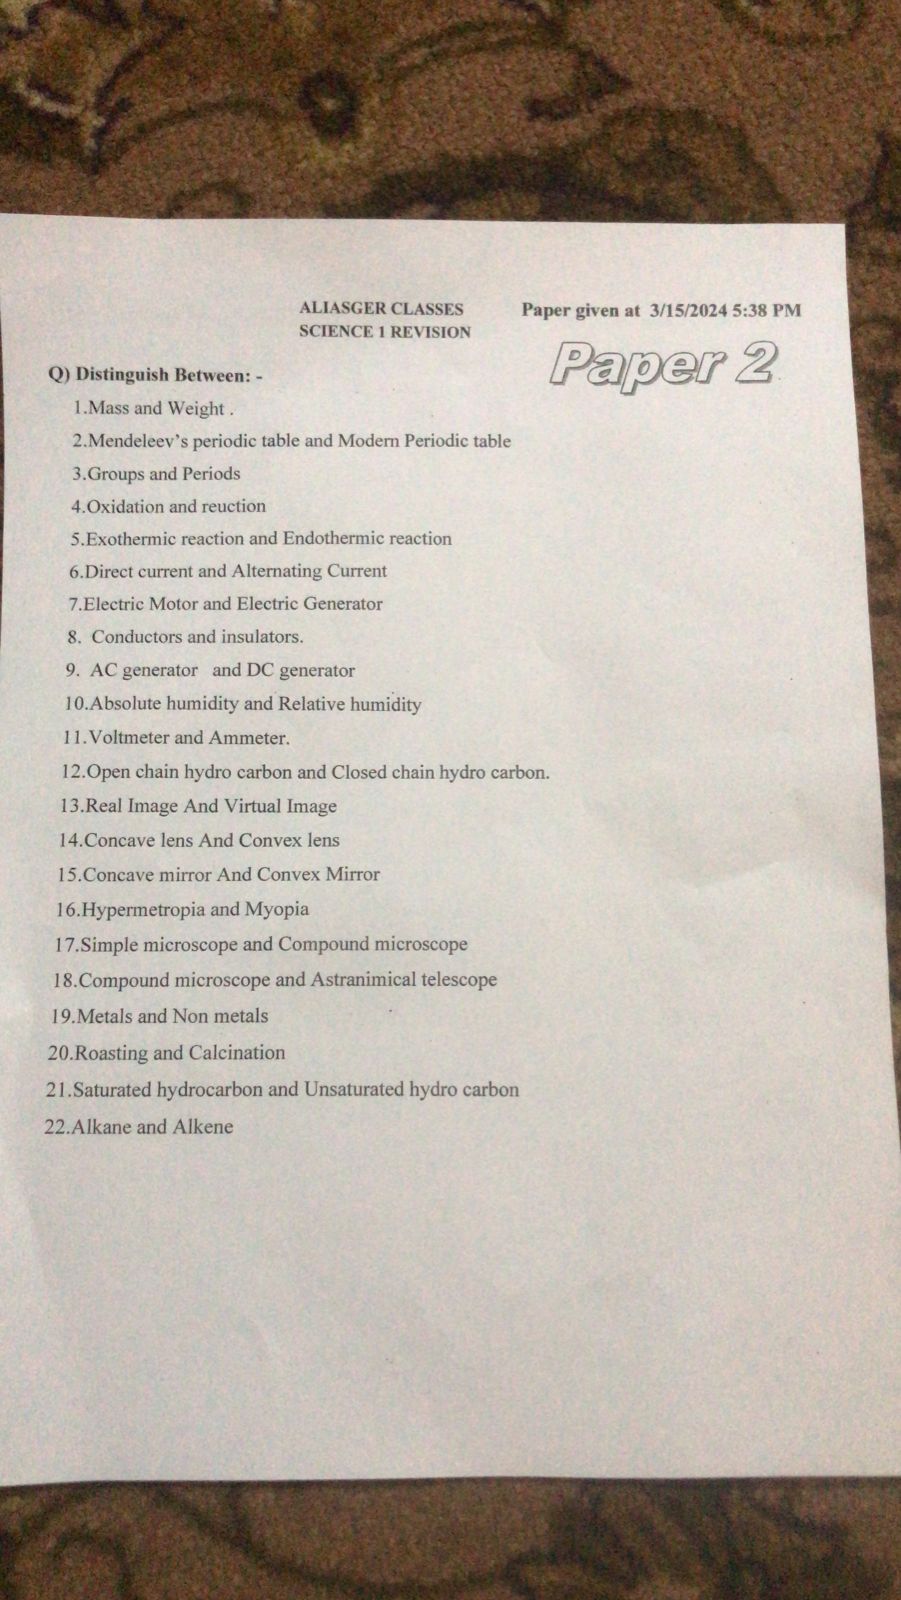 ALIASGER CLASSES Paper given at 3/15/2024 5:38 PM
SCIENCE 1 REVISION
Paper 2
Q) Distinguish Between: -
1.Mass and Weight .
2.Mendeleev's periodic table and Modern Periodic table
3.Groups and Periods
4.Oxidation and reuction
5.Exothermic reaction and Endothermic reaction
6.Direct current and Alternating Current
7.Electric Motor and Electric Generator
8. Conductors and insulators.
9. AC generator and DC generator
10.Absolute humidity and Relative humidity
11.Voltmeter and Ammeter.
12.Open chain hydro carbon and Closed chain hydro carbon.
13.Real Image And Virtual Image
14.Concave lens And Convex lens
15.Concave mirror And Convex Mirror
16.Hypermetropia and Myopia
17.Simple microscope and Compound microscope
18.Compound microscope and Astranimical telescope
19.Metals and Non metals
20.Roasting and Calcination
21.Saturated hydrocarbon and Unsaturated hydro carbon
22.Alkane and Alkene